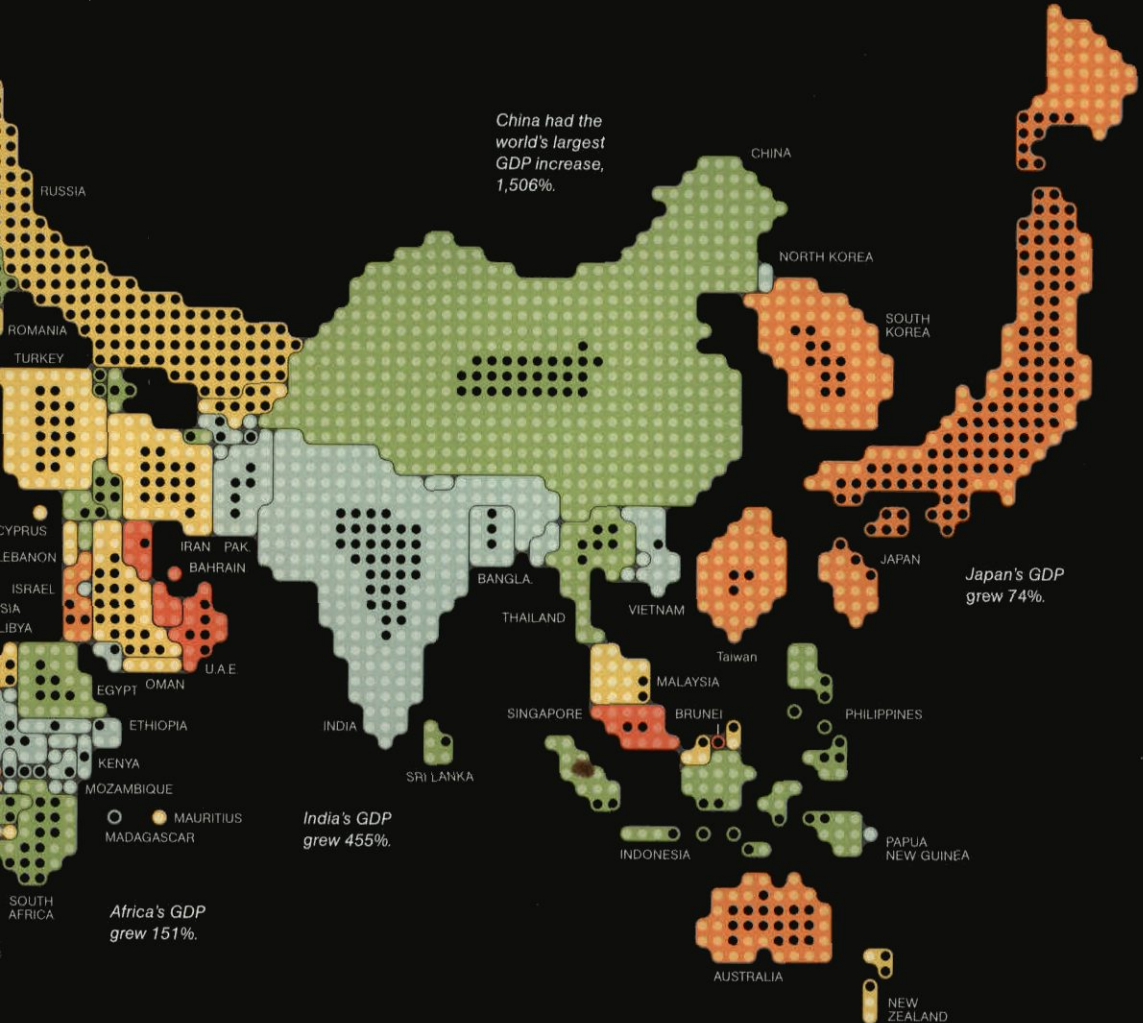 China had the
world's largest
GDP increase,
1,506%.
CHINA
RUSSIA
NORTH KOREA
SOUTH
KOREA
ROMANIA
TURKEY
CYPRUS
LEBANON
IRAN
PAK.
BAHRAIN
ISRAEL
SIA
LIBYA
BANGLA.
JAPAN
Japan's GDP
grew 74%.
THAILAND
VIETNAM
Taiwan
U.A.E
OMAN
EGYPT
MALAYSIA
SINGAPORE
BRUNEI
PHILIPPINES
ETHIOPIA
INDIA
KENYA
SRI LANKA
MOZAMBIQUE
MAURITIUS
MADAGASCAR
India's GDP
grew 455%.
INDONESIA
PAPUA
NEW GUINEA
SOUTH
AFRICA
Africa's GDP
grew 151%.
AUSTRALIA
NEW
ZEALAND